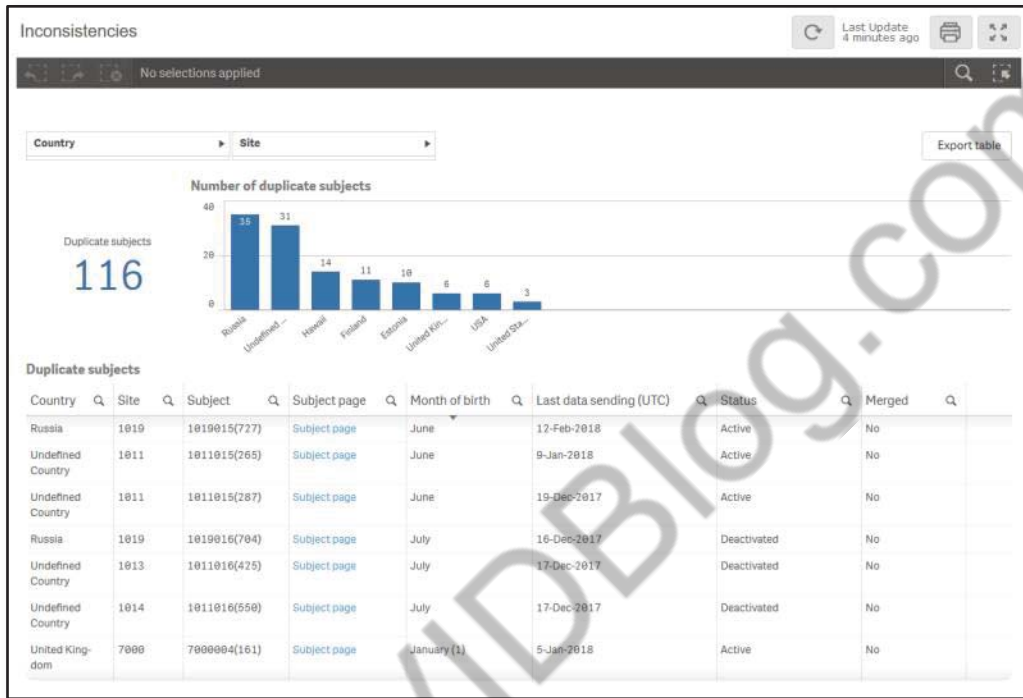 Inconsistencies
Last Update
4 minutes ago
No selections applied
Country
Site
Export table
Number of duplicate subjects
Duplicate subjects
116
40
20
0
35
31
14
11
10
6
6
3
Russia
Undefined ...
Hawaii
Finland
Estonia
United Kin...
USA
United Sta...
Duplicate subjects
Country Site Subject Subject page Month of birth Last data sending (UTC) Status Merged
Russia 1019 1019015(727) Subject page June 12-Feb-2018 Active No
Undefined 1011 1011015(265) Subject page June 9-Jan-2018 Active No
Country
Undefined 1011 1011015(287) Subject page June 19-Dec-2017 Active No
Country
Russia 1019 1019016(704) Subject page July 16-Dec-2017 Deactivated No
Undefined 1013 1011016(425) Subject page July 17-Dec-2017 Deactivated No
Country
Undefined 1014 1011016(550) Subject page July 17-Dec-2017 Deactivated No
Country
United King- 7000 7000004(161) Subject page January (1) 5-Jan-2018 Active No
dom